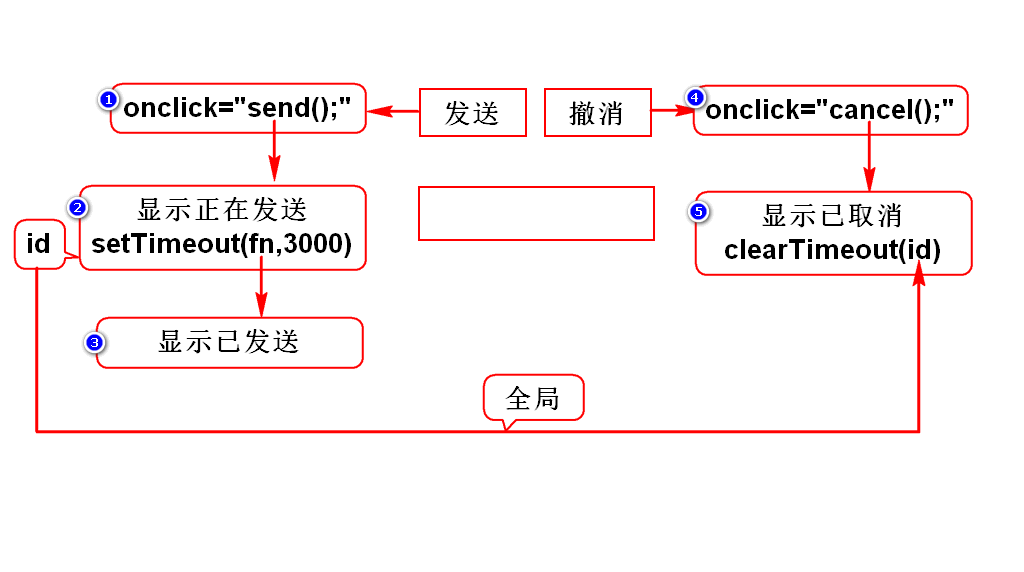 1
onclick="send();"
发送
撤消
4
onclick="cancel();"
2
显示正在发送
setTimeout(fn,3000)
id
5
显示已取消
clearTimeout(id)
3
显示已发送
全局